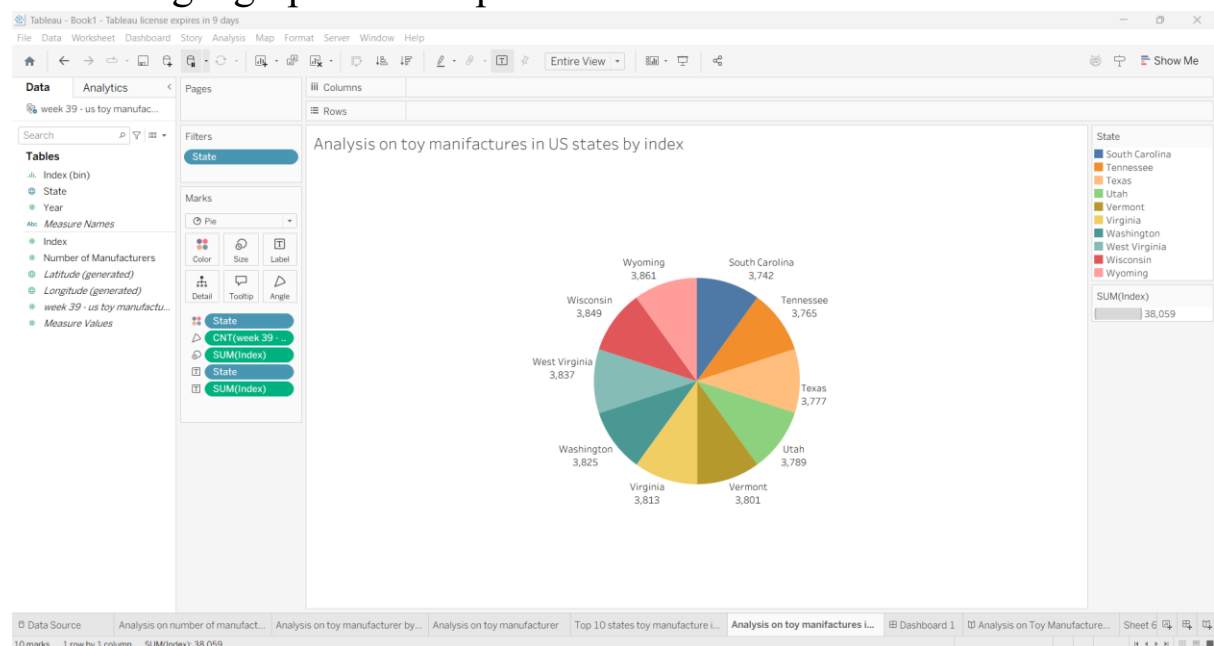 Tableau - Book1 - Tableau license expires in 9 days
File Data Worksheet Dashboard Story Analysis Map Format Server Window Help
Entire View
Show Me
Data Analytics
Pages
Columns
week 39 - us toy manufac...
Rows
Search
Filters
State
Tables
Index (bin)
State
Year
Abc Measure Names
Index
Number of Manufacturers
Latitude (generated)
Longitude (generated)
week 39 - us toy manufactu...
Measure Values
Marks
Pie
Color Size Label
Detail Tooltip Angle
State
CNT(week 39 - ..
SUM(Index)
State
SUM(Index)
Analysis on toy manifactures in US states by index
Wyoming
3,861
South Carolina
3,742
Wisconsin
3,849
Tennessee
3,765
West Virginia
3,837
Texas
3,777
Washington
3,825
Utah
3,789
Virginia
3,813
Vermont
3,801
State
South Carolina
Tennessee
Texas
Utah
Vermont
Virginia
Washington
West Virginia
Wisconsin
Wyoming
SUM(Index)
38,059
Data Source Analysis on number of manufact... Analysis on toy manufacturer by... Analysis on toy manufacturer Top 10 states toy manufacture i... Analysis on toy manifactures i... Dashboard 1 Analysis on Toy Manufacture... Sheet 6
10 marks 1 row by 1 column SUM(Index): 38,059